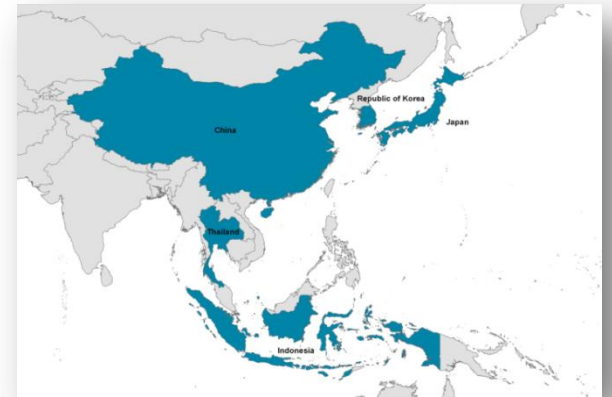 Republic of Korea
Japan
China
Thailand
Indonesia